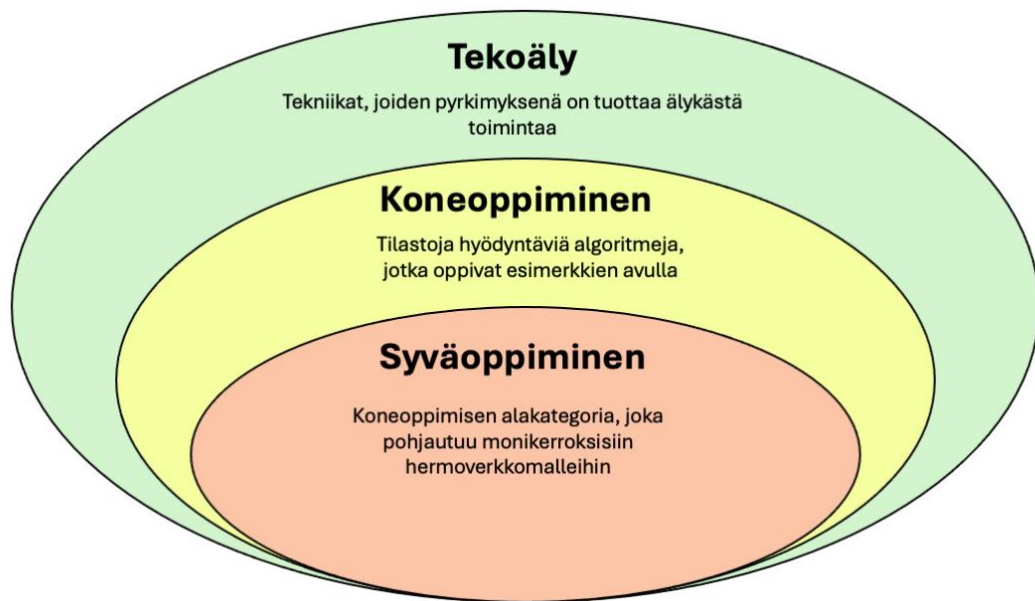 Tekoäly
Tekniikat, joiden pyrkimyksenä on tuottaa älykästä
toimintaa
Koneoppiminen
Tilastoja hyödyntäviä algoritmeja,
jotka oppivat esimerkkien avulla
Syväoppiminen
Koneoppimisen alakategoria, joka
pohjautuu monikerroksisiin
hermoverkkomalleihin